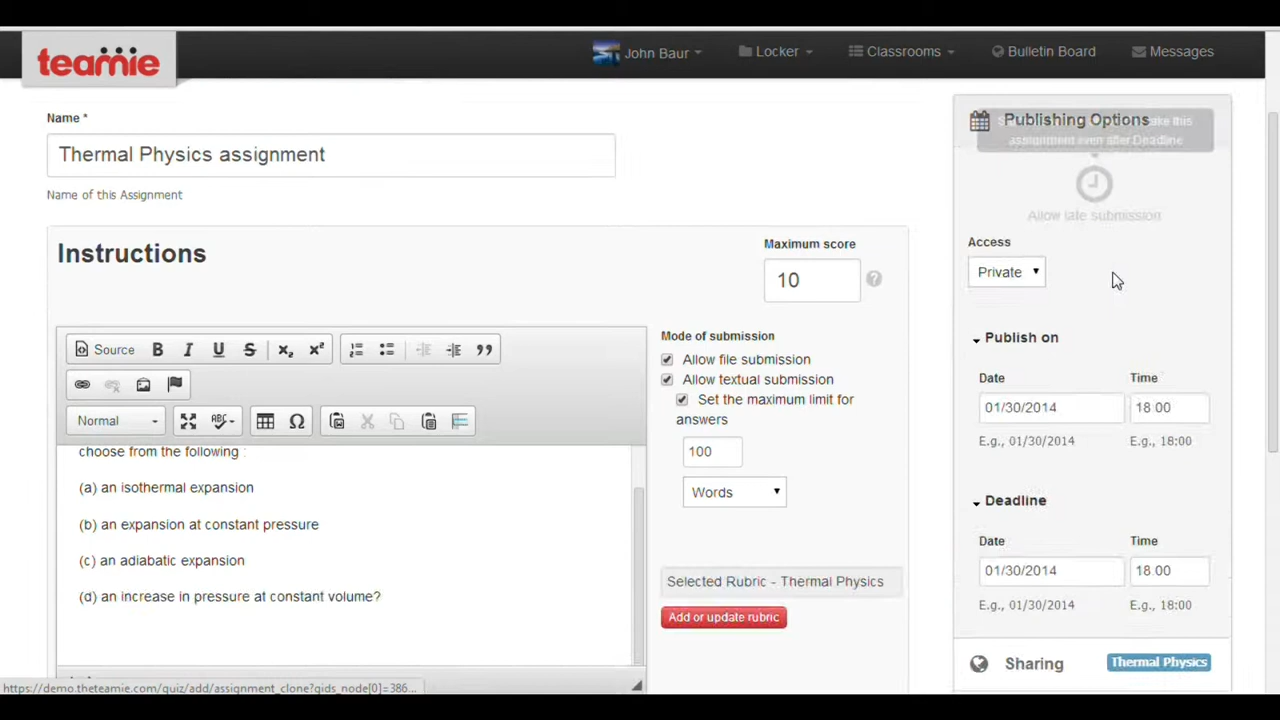 teamie
John Baur
Locker
Classrooms
Bulletin Board
Messages
Name *
Thermal Physics assignment
Name of this Assignment
Instructions
Maximum score
10
?
Source B I U S x₂ x²
ABC
Normal
Ω
choose from the following :
(a) an isothermal expansion
(b) an expansion at constant pressure
(c) an adiabatic expansion
(d) an increase in pressure at constant volume?
Mode of submission
Allow file submission
Allow textual submission
Set the maximum limit for
answers
100
Words
Selected Rubric - Thermal Physics
Add or update rubric
Publishing Options
this
assignment even after Deadline
Allow late submission
Access
Private
Publish on
Date Time
01/30/2014 18:00
E.g., 01/30/2014 E.g., 18:00
Deadline
Date Time
01/30/2014 18:00
E.g., 01/30/2014 E.g., 18:00
Sharing
Thermal Physics
https://demo.theteamie.com/quiz/add/assignment_clone?gids_node[0]=386...